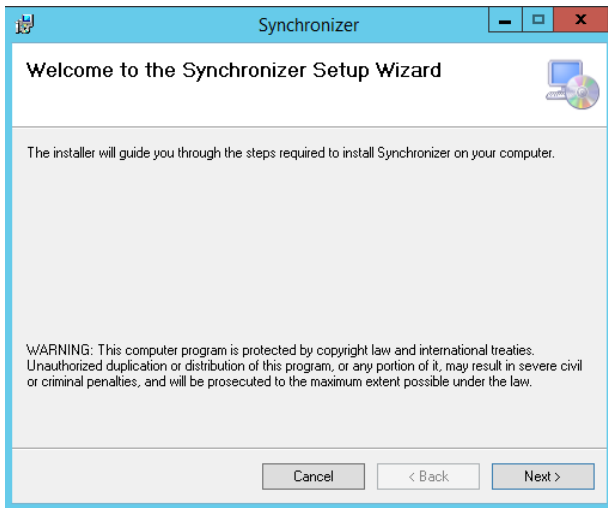 Synchronizer
Welcome to the Synchronizer Setup Wizard
The installer will guide you through the steps required to install Synchronizer on your computer.
WARNING: This computer program is protected by copyright law and international treaties.
Unauthorized duplication or distribution of this program, or any portion of it, may result in severe civil
or criminal penalties, and will be prosecuted to the maximum extent possible under the law.
Cancel
< Back
Next >